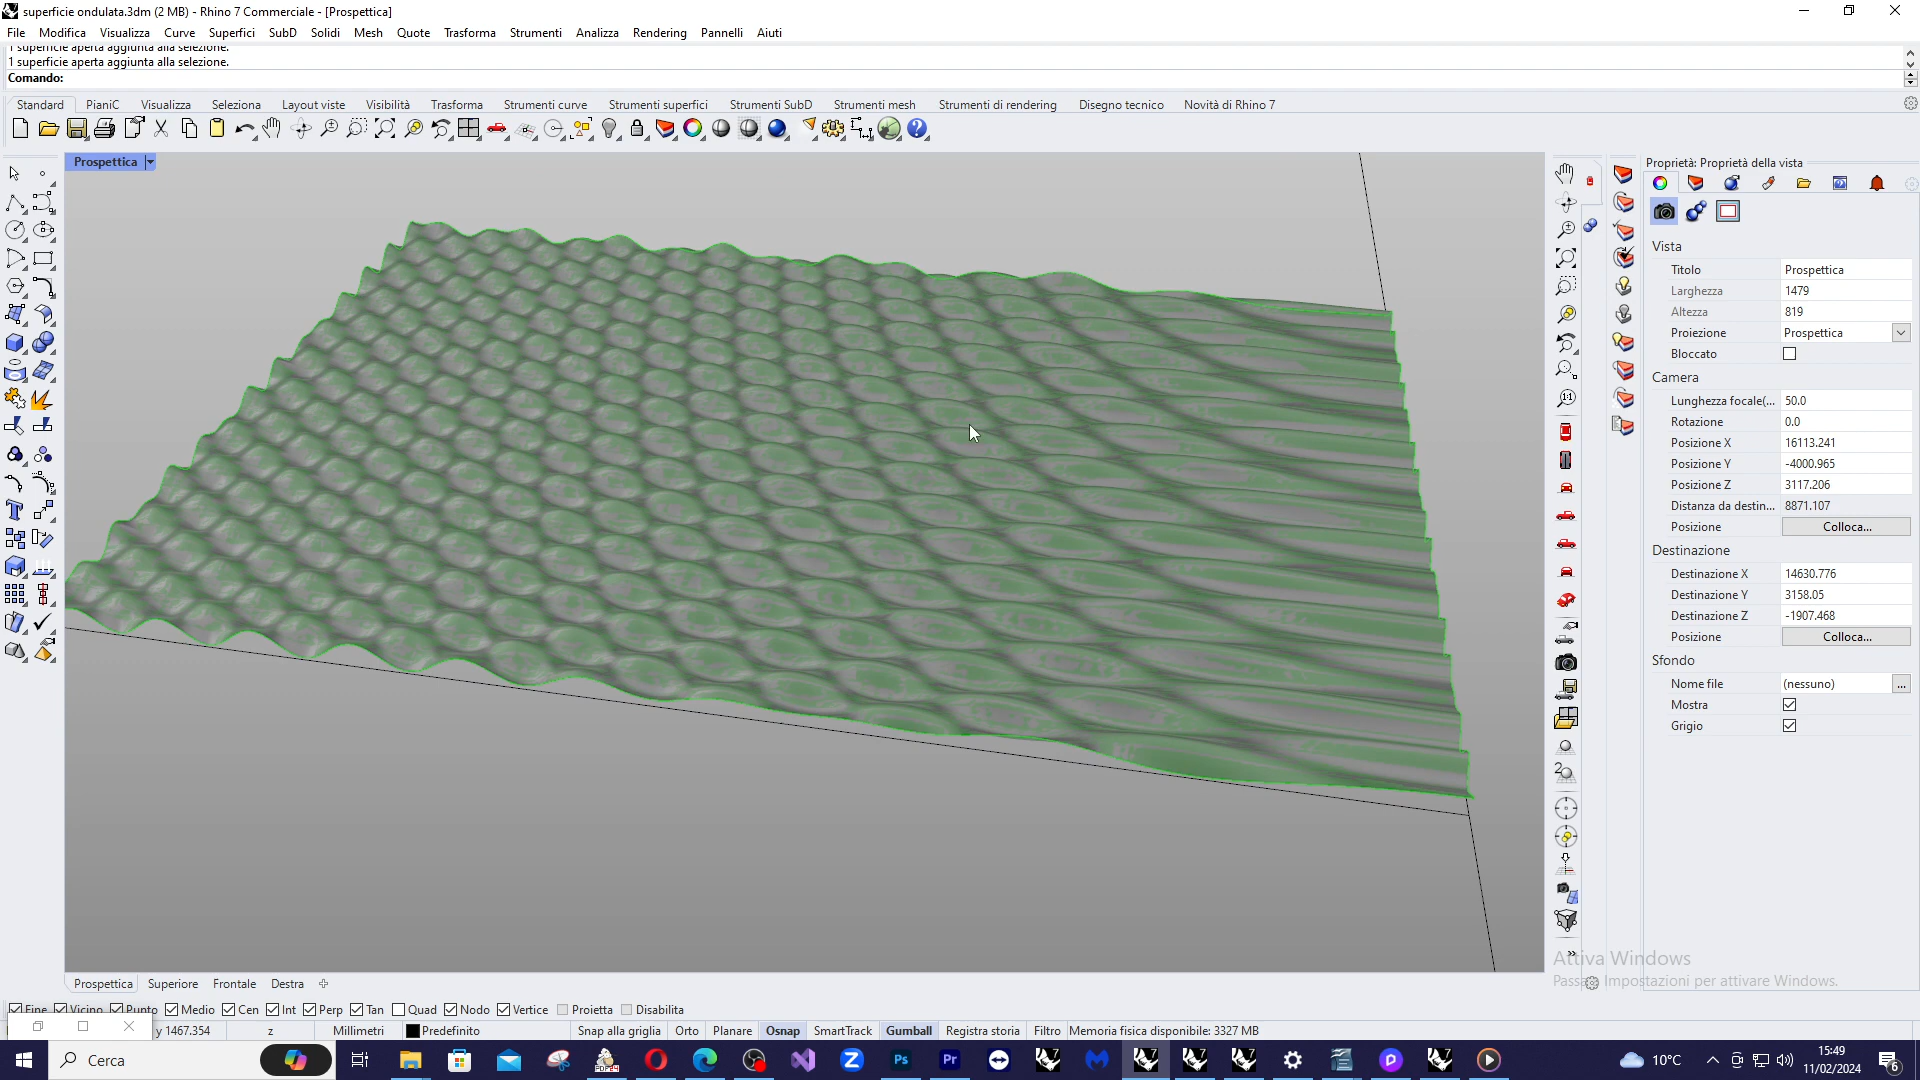 superficie ondulata.3dm (2 MB) - Rhino 7 Commerciale - [Prospettica]
File Modifica Visualizza Curve Superfici SubD Solidi Mesh Quote Trasforma Strumenti Analizza Rendering Pannelli Aiuti
1 superficie aperta aggiunta alla selezione.
1 superficie aperta aggiunta alla selezione.
Comando:
Standard PianiC Visualizza Seleziona Layout viste Visibilità Trasforma Strumenti curve Strumenti superfici Strumenti SubD Strumenti mesh Strumenti di rendering Disegno tecnico Novità di Rhino 7
Prospettica
Proprietà: Proprietà della vista
Vista
Titolo Prospettica
Larghezza 1479
Altezza 819
Proiezione Prospettica
Bloccato
Camera
Lunghezza focale(... 50.0
Rotazione 0.0
Posizione X 16113.241
Posizione Y -4000.965
Posizione Z 3117.206
Distanza da destin... 8871.107
Posizione Colloca...
Destinazione
Destinazione X 14630.776
Destinazione Y 3158.05
Destinazione Z -1907.468
Posizione Colloca...
Sfondo
Nome file (nessuno) ...
Mostra
Grigio
Attiva Windows
Passa Impostazioni per attivare Windows.
Prospettica Superiore Frontale Destra
Fine Vicino Punto Medio Cen Int Perp Tan Quad Nodo Vertice Proietta Disabilita
y 1467.354 z Millimetri Predefinito Snap alla griglia Orto Planare Osnap SmartTrack Gumball Registra storia Filtro Memoria fisica disponibile: 3327 MB
Cerca
10°C
15:49
11/02/2024
6